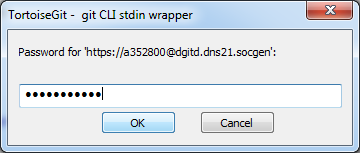 TortoiseGit - git CLI stdin wrapper
Password for 'https://a352800@dgitd.dns21.socgen':
●●●●●●●●●●●
OK Cancel